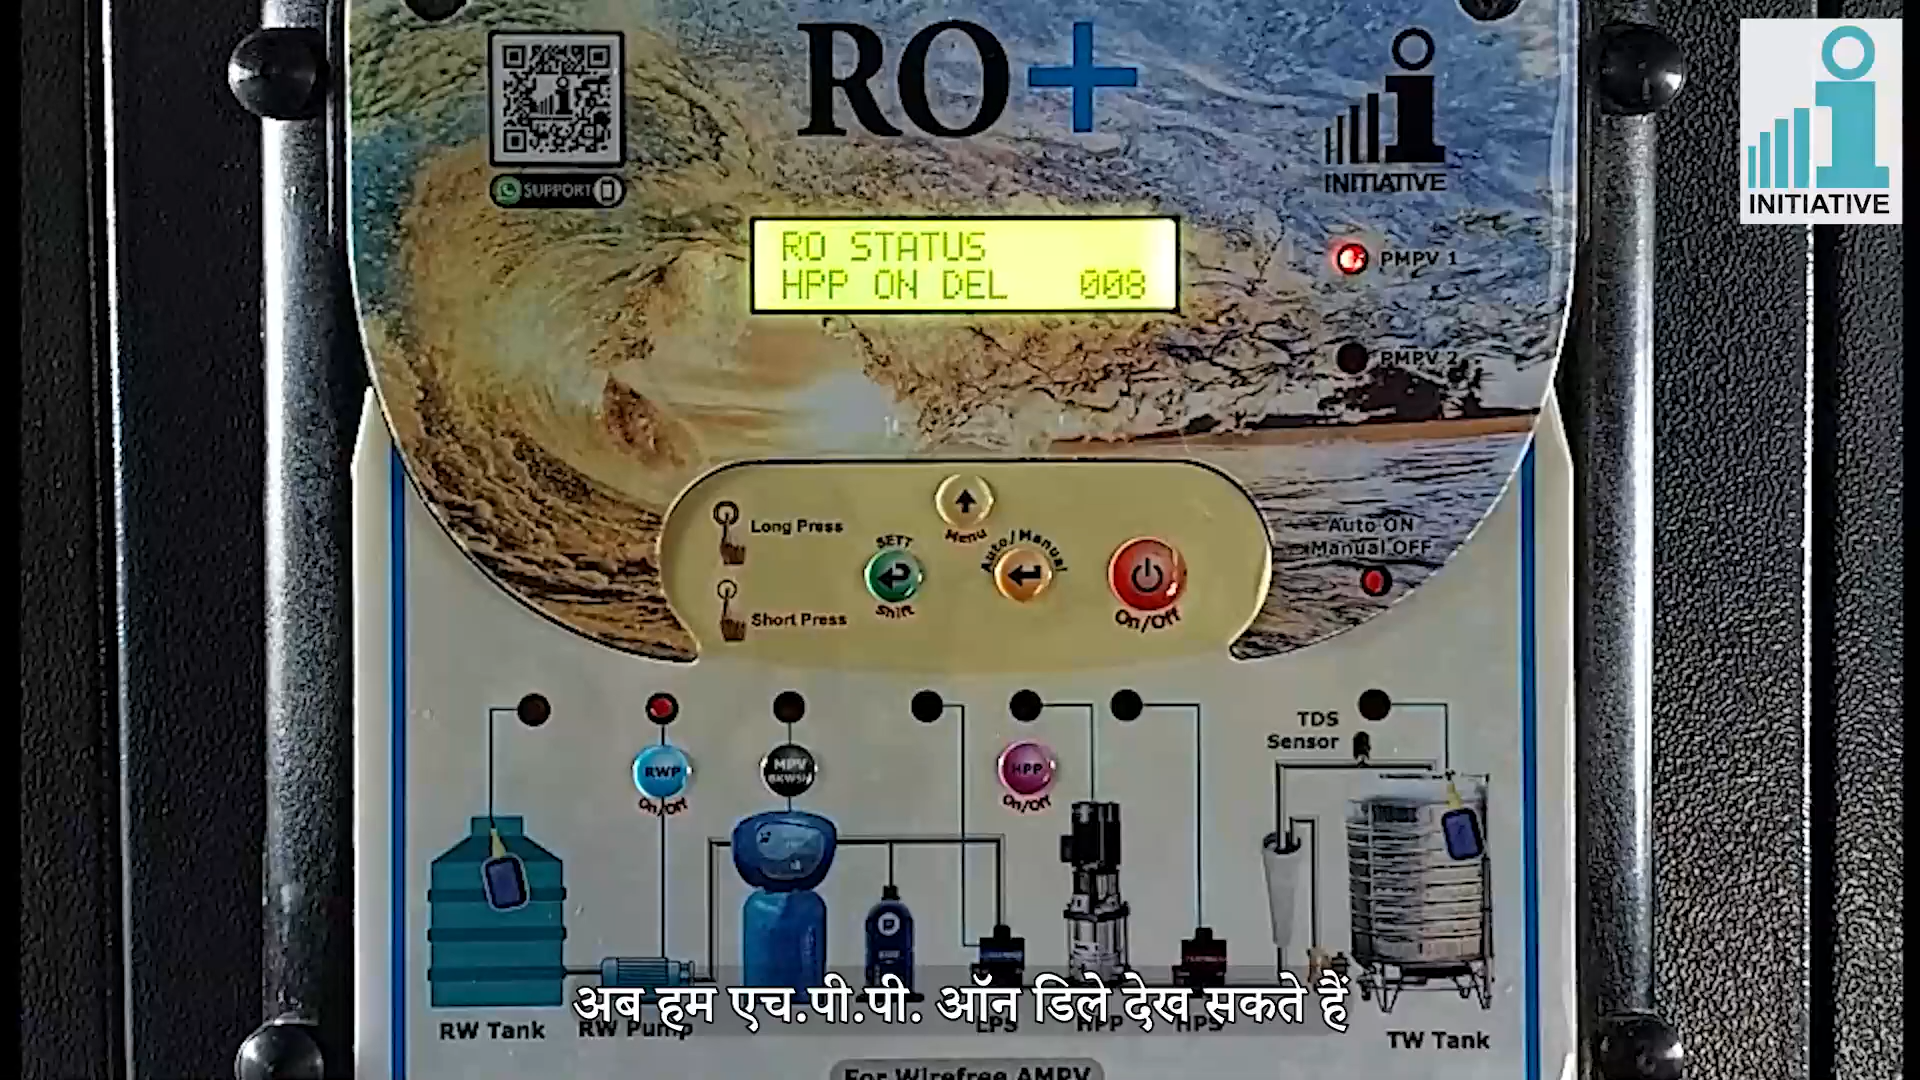 RO+
INITIATIVE
INITIATIVE
SUPPORT
RO STATUS
HPP ON DEL 008
PMPV 1
PMPV 2
Long Press
Short Press
SETT
Shift
Menu
Auto/Manual
On/Off
Auto ON
Manual OFF
TDS
Sensor
RWP
On/Off
MPV
HPP
On/Off
अब हम एच.पी.पी. ऑन डिले देख सकते हैं
RW Tank
RW Pump
LPS
HPP
HPS
TW Tank
For Wirefree AMPV